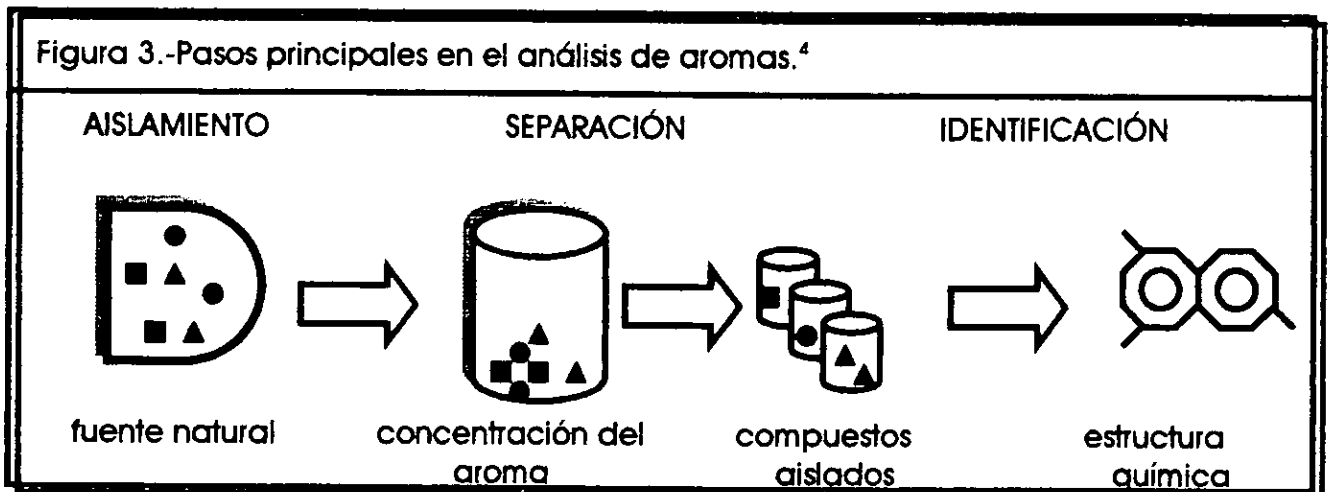 Figura 3.-Pasos principales en el análisis de aromas.⁴
AISLAMIENTO SEPARACIÓN IDENTIFICACIÓN
fuente natural concentración del compuestos estructura
aroma aislados química